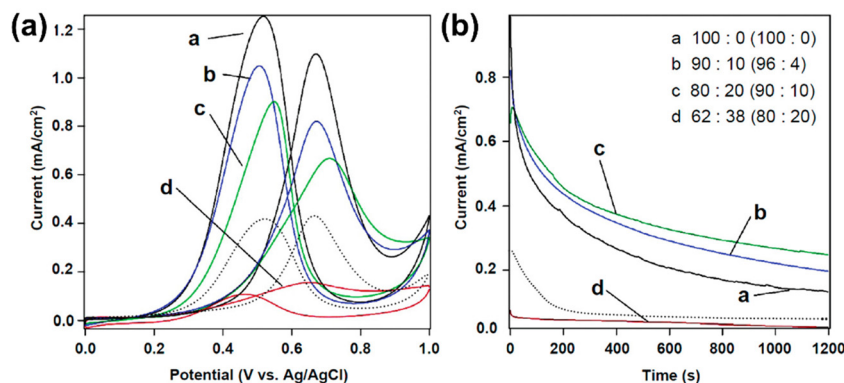 (a)
Current (mA/cm²)
1.2
1.0
0.8
0.6
0.4
0.2
0.0
a
b
c
d
0.0 0.2 0.4 0.6 0.8 1.0
Potential (V vs. Ag/AgCl)
(b)
Current (mA/cm²)
0.8
0.6
0.4
0.2
0.0
a 100 : 0 (100 : 0)
b 90 : 10 (96 : 4)
c 80 : 20 (90 : 10)
d 62 : 38 (80 : 20)
c
b
a
d
0 200 400 600 800 1000 1200
Time (s)